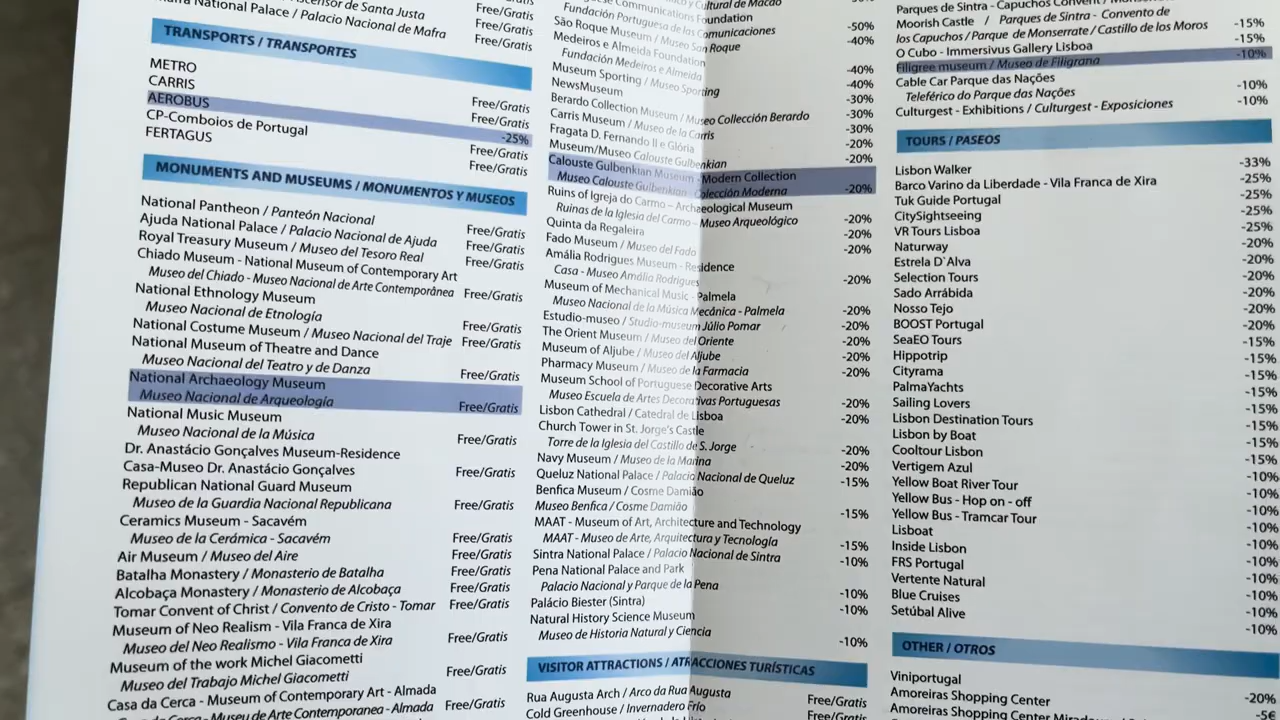 Ascensor de Santa Justa
Free/Gratis
National Palace / Palacio Nacional de Mafra
Free/Gratis
TRANSPORTS / TRANSPORTES
METRO Free/Gratis
CARRIS Free/Gratis
AEROBUS -25%
CP-Comboios de Portugal Free/Gratis
FERTAGUS Free/Gratis
MONUMENTS AND MUSEUMS / MONUMENTOS Y MUSEOS
National Pantheon / Panteón Nacional Free/Gratis
Ajuda National Palace / Palacio Nacional de Ajuda Free/Gratis
Royal Treasury Museum / Museo del Tesoro Real Free/Gratis
Chiado Museum - National Museum of Contemporary Art
Museo del Chiado - Museo Nacional de Arte Contemporânea Free/Gratis
National Ethnology Museum
Museo Nacional de Etnología Free/Gratis
National Costume Museum / Museo Nacional del Traje Free/Gratis
National Museum of Theatre and Dance
Museo Nacional del Teatro y de Danza Free/Gratis
National Archaeology Museum
Museo Nacional de Arqueología Free/Gratis
National Music Museum
Museo Nacional de la Música Free/Gratis
Dr. Anastácio Gonçalves Museum-Residence
Casa-Museo Dr. Anastácio Gonçalves Free/Gratis
Republican National Guard Museum
Museo de la Guardia Nacional Republicana Free/Gratis
Ceramics Museum - Sacavém
Museo de la Cerámica - Sacavém Free/Gratis
Air Museum / Museo del Aire Free/Gratis
Batalha Monastery / Monasterio de Batalha Free/Gratis
Alcobaça Monastery / Monasterio de Alcobaça Free/Gratis
Tomar Convent of Christ / Convento de Cristo - Tomar Free/Gratis
Museum of Neo Realism - Vila Franca de Xira
Museo del Neo Realismo - Vila Franca de Xira Free/Gratis
Museum of the work Michel Giacometti
Museo del Trabajo Michel Giacometti Free/Gratis
Casa da Cerca - Museum of Contemporary Art - Almada
Casa da Cerca - Museu de Arte Contemporanea - Almada Free/Gratis
Cultural de Macao
Communications Foundation
Fundación Portuguesa de las Comunicaciones -50%
São Roque Museum / Museo San Roque -40%
Medeiros e Almeida Foundation
Fundación Medeiros e Almeida -40%
Museum Sporting / Museo Sporting -40%
NewsMuseum -30%
Berardo Collection Museum / Museo Colección Berardo -30%
Carris Museum / Museo de la Carris -30%
Fragata D. Fernando II e Glória -20%
Museum/Museo Calouste Gulbenkian -20%
Calouste Gulbenkian Museum - Modern Collection
Museo Calouste Gulbenkian - Colección Moderna -20%
Ruins of Igreja do Carmo – Archaeological Museum
Ruinas de la Iglesia del Carmo – Museo Arqueológico -20%
Quinta da Regaleira -20%
Fado Museum / Museo del Fado -20%
Amália Rodrigues Museum - Residence
Casa - Museo Amália Rodrigues -20%
Museum of Mechanical Music - Palmela
Museo Nacional de la Música Mecânica - Palmela -20%
Estudio-museo / Studio-museum Júlio Pomar -20%
The Orient Museum / Museo del Oriente -20%
Museum of Aljube / Museo del Aljube -20%
Pharmacy Museum / Museo de la Farmacia -20%
Museum School of Portuguese Decorative Arts
Museo Escuela de Artes Decorativas Portuguesas -20%
Lisbon Cathedral / Catedral de Lisboa -20%
Church Tower in St. Jorge's Castle
Torre de la Iglesia del Castillo de S. Jorge -20%
Navy Museum / Museo de la Marina -20%
Queluz National Palace / Palacio Nacional de Queluz -15%
Benfica Museum / Cosme Damião
Museo Benfica / Cosme Damião -15%
MAAT - Museum of Art, Architecture and Technology
MAAT - Museo de Arte, Arquitectura y Tecnología -15%
Sintra National Palace / Palacio Nacional de Sintra -10%
Pena National Palace and Park
Palacio Nacional y Parque de la Pena -10%
Palácio Biester (Sintra) -10%
Natural History Science Museum
Museo de Historia Natural y Ciencia -10%
VISITOR ATTRACTIONS / ATRACCIONES TURÍSTICAS
Rua Augusta Arch / Arco da Rua Augusta Free/Gratis
Cold Greenhouse / Invernadero Frío Free/Gratis
Parques de Sintra - Capuchos Convent /
Moorish Castle / Parques de Sintra - Convento de
los Capuchos / Parque de Monserrate / Castillo de los Moros -15%
O Cubo - Immersivus Gallery Lisboa -15%
Filigree museum / Museo de Filigrana -10%
Cable Car Parque das Nações
Teleférico do Parque das Nações -10%
Culturgest - Exhibitions / Culturgest - Exposiciones -10%
TOURS / PASEOS
Lisbon Walker -33%
Barco Varino da Liberdade - Vila Franca de Xira -25%
Tuk Guide Portugal -25%
CitySightseeing -25%
VR Tours Lisboa -25%
Naturway -20%
Estrela D`Alva -20%
Selection Tours -20%
Sado Arrábida -20%
Nosso Tejo -20%
BOOST Portugal -20%
SeaEO Tours -15%
Hippotrip -15%
Cityrama -15%
PalmaYachts -15%
Sailing Lovers -15%
Lisbon Destination Tours -15%
Lisbon by Boat -15%
Cooltour Lisbon -15%
Vertigem Azul -10%
Yellow Boat River Tour -10%
Yellow Bus - Hop on - off -10%
Yellow Bus - Tramcar Tour -10%
Lisboat -10%
Inside Lisbon -10%
FRS Portugal -10%
Vertente Natural -10%
Blue Cruises -10%
Setúbal Alive -10%
OTHER / OTROS
Viniportugal -20%
Amoreiras Shopping Center
Amoreiras Shopping Center